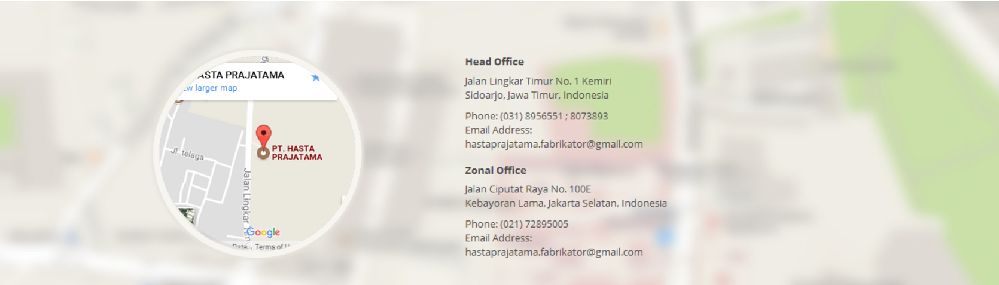 ASTA PRAJATAMA
ew larger map
Jl. telaga
PT. HASTA
PRAJATAMA
Jalan Lingkar Timu
Google
Data
Terms of U
Head Office
Jalan Lingkar Timur No. 1 Kemiri
Sidoarjo, Jawa Timur, Indonesia
Phone: (031) 8956551 ; 8073893
Email Address:
hastaprajatama.fabrikator@gmail.com
Zonal Office
Jalan Ciputat Raya No. 100E
Kebayoran Lama, Jakarta Selatan, Indonesia
Phone: (021) 72895005
Email Address:
hastaprajatama.fabrikator@gmail.com